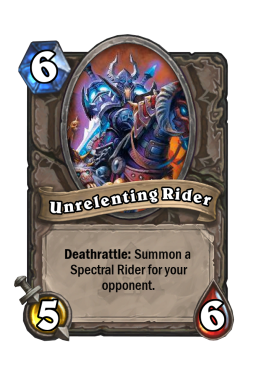 6
Unrelenting Rider
Deathrattle: Summon a
Spectral Rider for your
opponent.
5
6